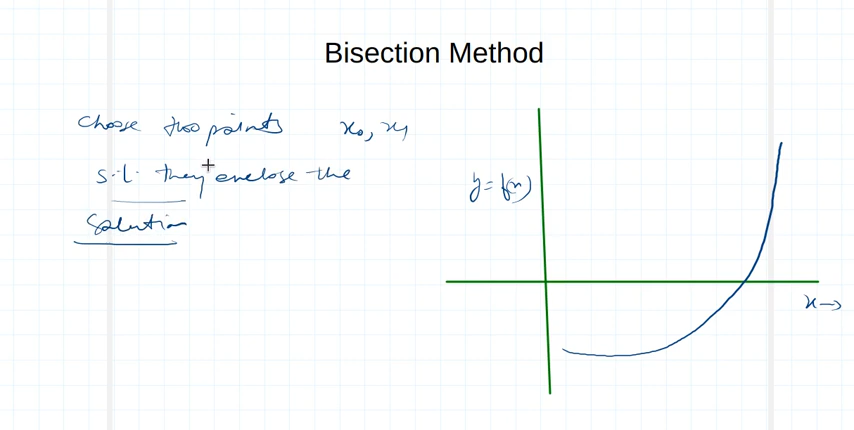 Bisection Method
Choose two points x₀, x₁
s.t. they enclose the
Solution
y = f(x)
x →